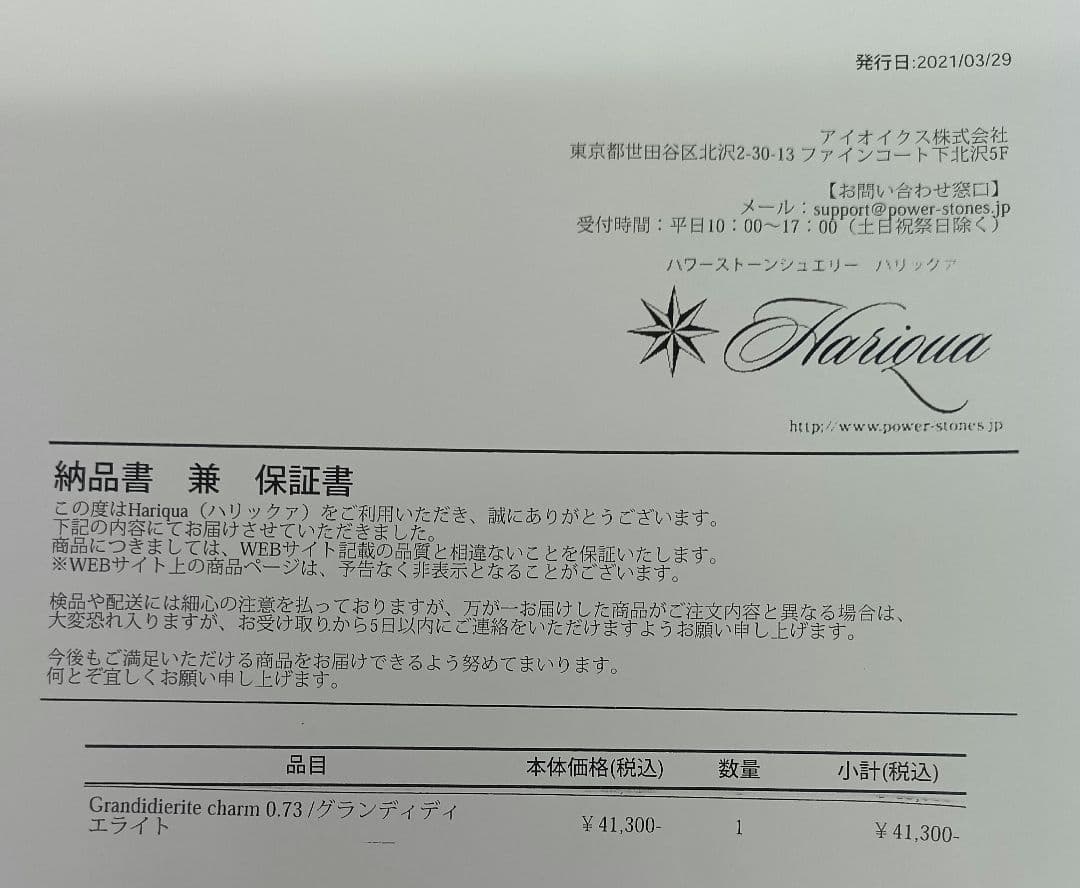 発行日:2021/03/29
アイオイクス株式会社
東京都世田谷区北沢2-30-13 ファインコート下北沢5F
【お問い合わせ窓口】
メール：support@power-stones.jp
受付時間：平日10：00～17：00（土日祝祭日除く）
パワーストーンジュエリー　ハリックァ
Hariqua
http://www.power-stones.jp
納品書　兼　保証書
この度はHariqua（ハリックァ）をご利用いただき、誠にありがとうございます。
下記の内容にてお届けさせていただきました。
商品につきましては、WEBサイト記載の品質と相違ないことを保証いたします。
※WEBサイト上の商品ページは、予告なく非表示となることがございます。
検品や配送には細心の注意を払っておりますが、万が一お届けした商品がご注文内容と異なる場合は、
大変恐れ入りますが、お受け取りから5日以内にご連絡をいただけますようお願い申し上げます。
今後もご満足いただける商品をお届けできるよう努めてまいります。
何とぞ宜しくお願い申し上げます。
品目　本体価格(税込)　数量　小計(税込)
Grandidierite charm 0.73 /グランディディ
エライト　￥41,300-　1　￥41,300-